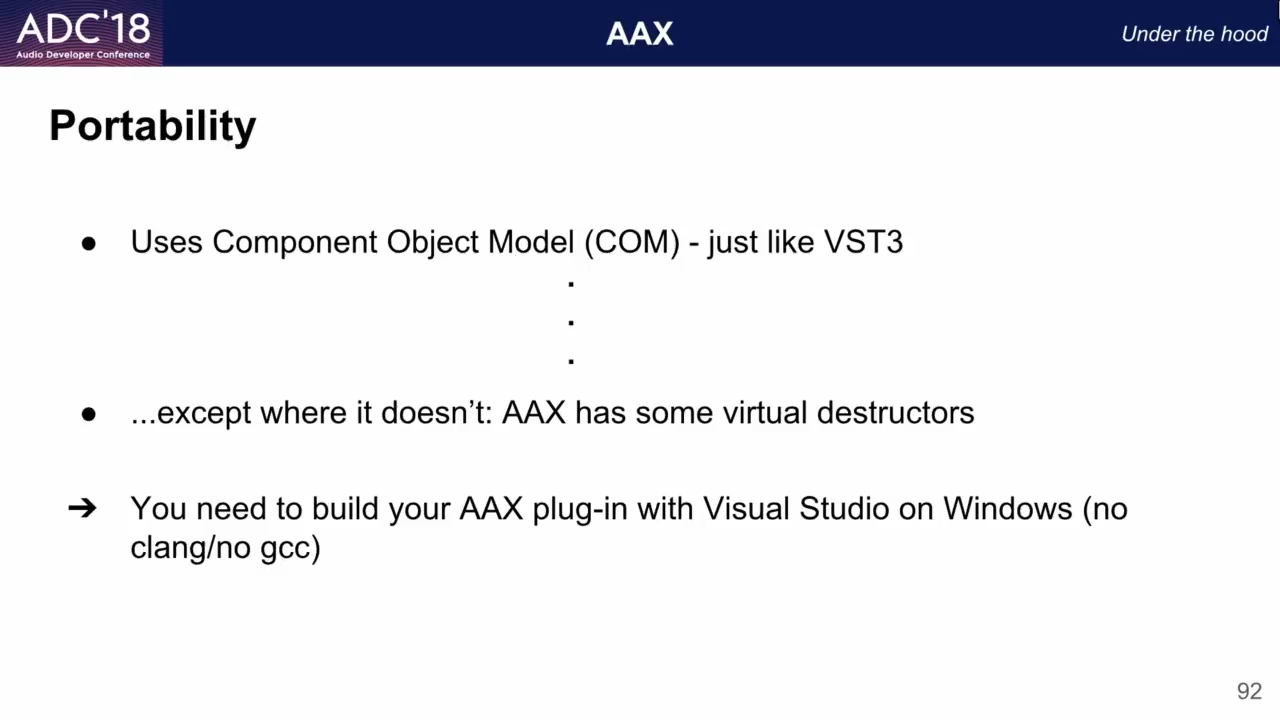 ADC'18
Audio Developer Conference
AAX
Under the hood
Portability
● Uses Component Object Model (COM) - just like VST3
.
.
.
● ...except where it doesn’t: AAX has some virtual destructors
➔ You need to build your AAX plug-in with Visual Studio on Windows (no
clang/no gcc)
92